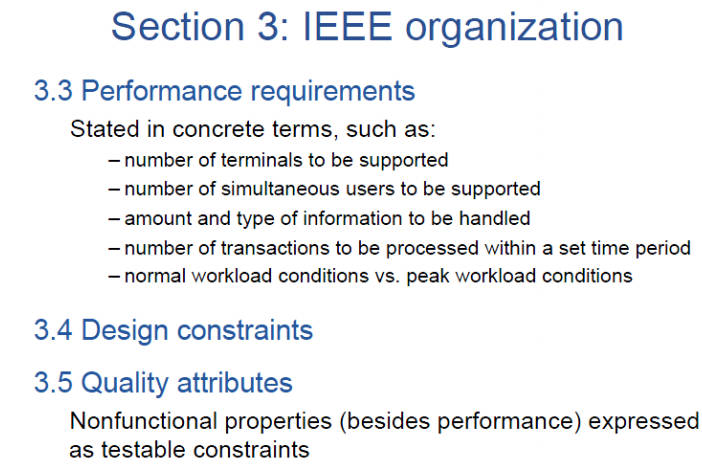 Section 3: IEEE organization
3.3 Performance requirements
Stated in concrete terms, such as:
– number of terminals to be supported
– number of simultaneous users to be supported
– amount and type of information to be handled
– number of transactions to be processed within a set time period
– normal workload conditions vs. peak workload conditions
3.4 Design constraints
3.5 Quality attributes
Nonfunctional properties (besides performance) expressed
as testable constraints